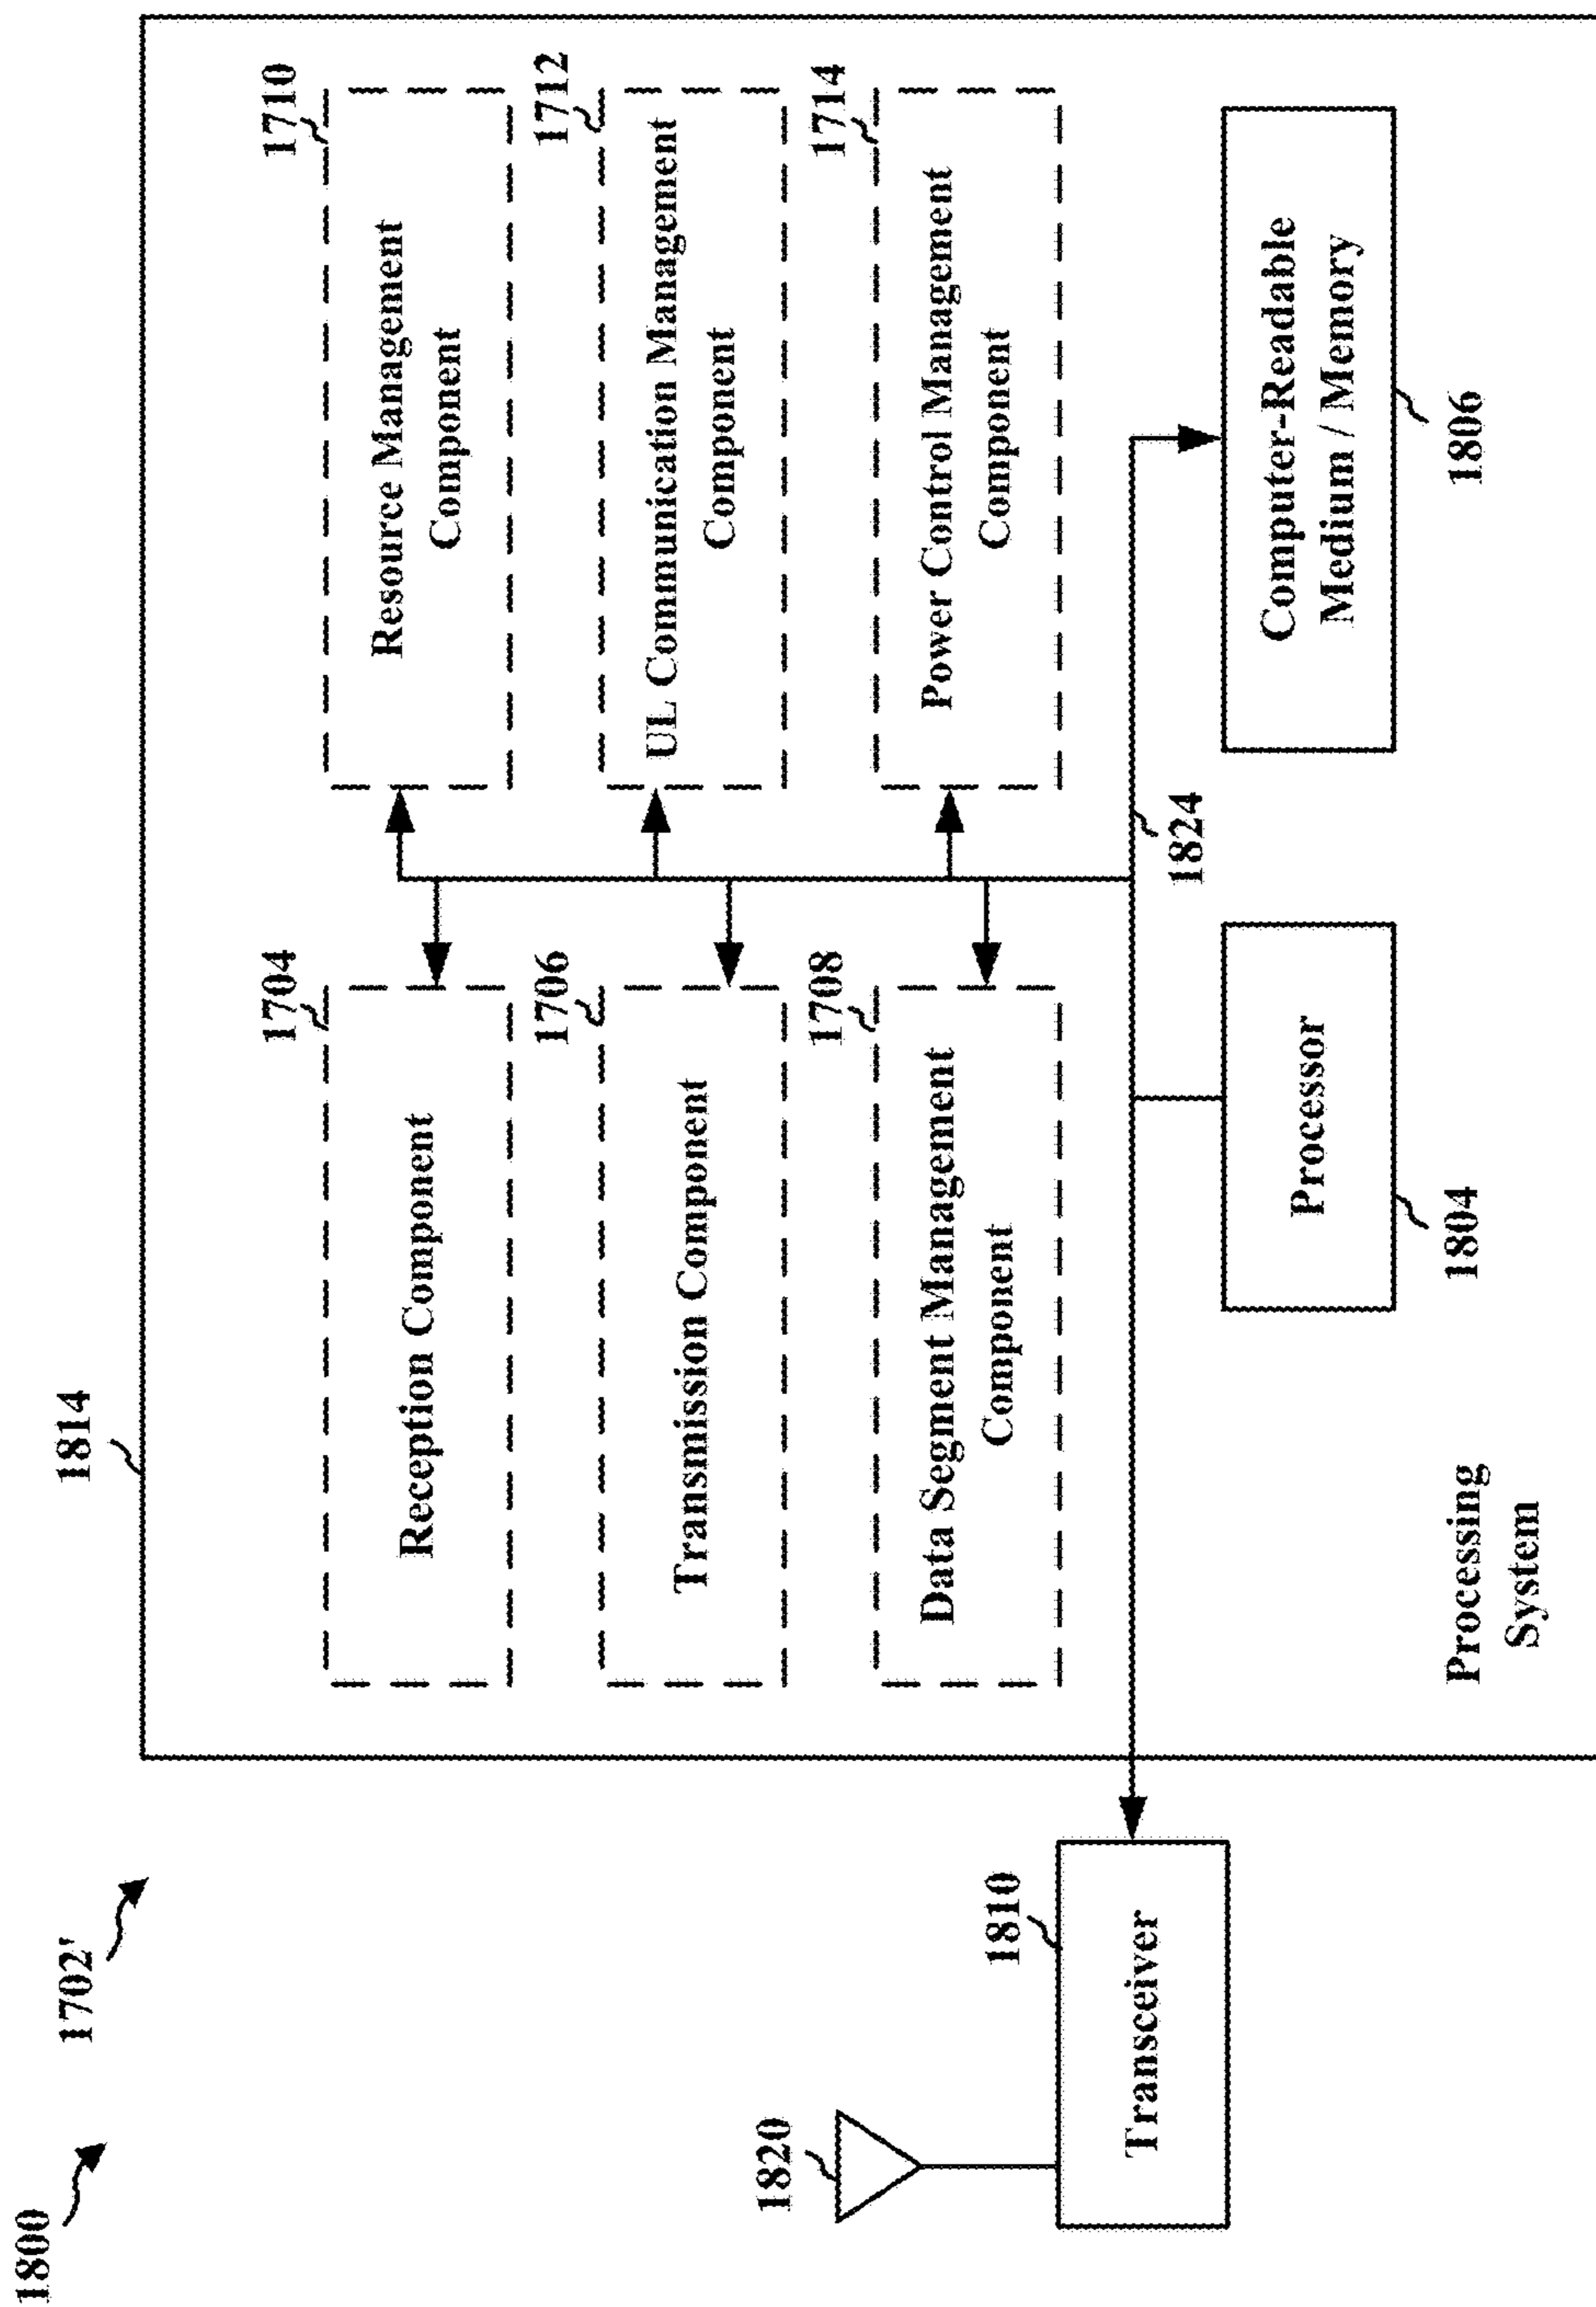 1800
1702'
1814
1704
Reception Component
1710
Resource Management
Component
1706
Transmission Component
1712
UL Communication Management
Component
1708
Data Segment Management
Component
1714
Power Control Management
Component
1820
1810
Transceiver
1824
Processor
1804
Computer-Readable
Medium / Memory
1806
Processing
System